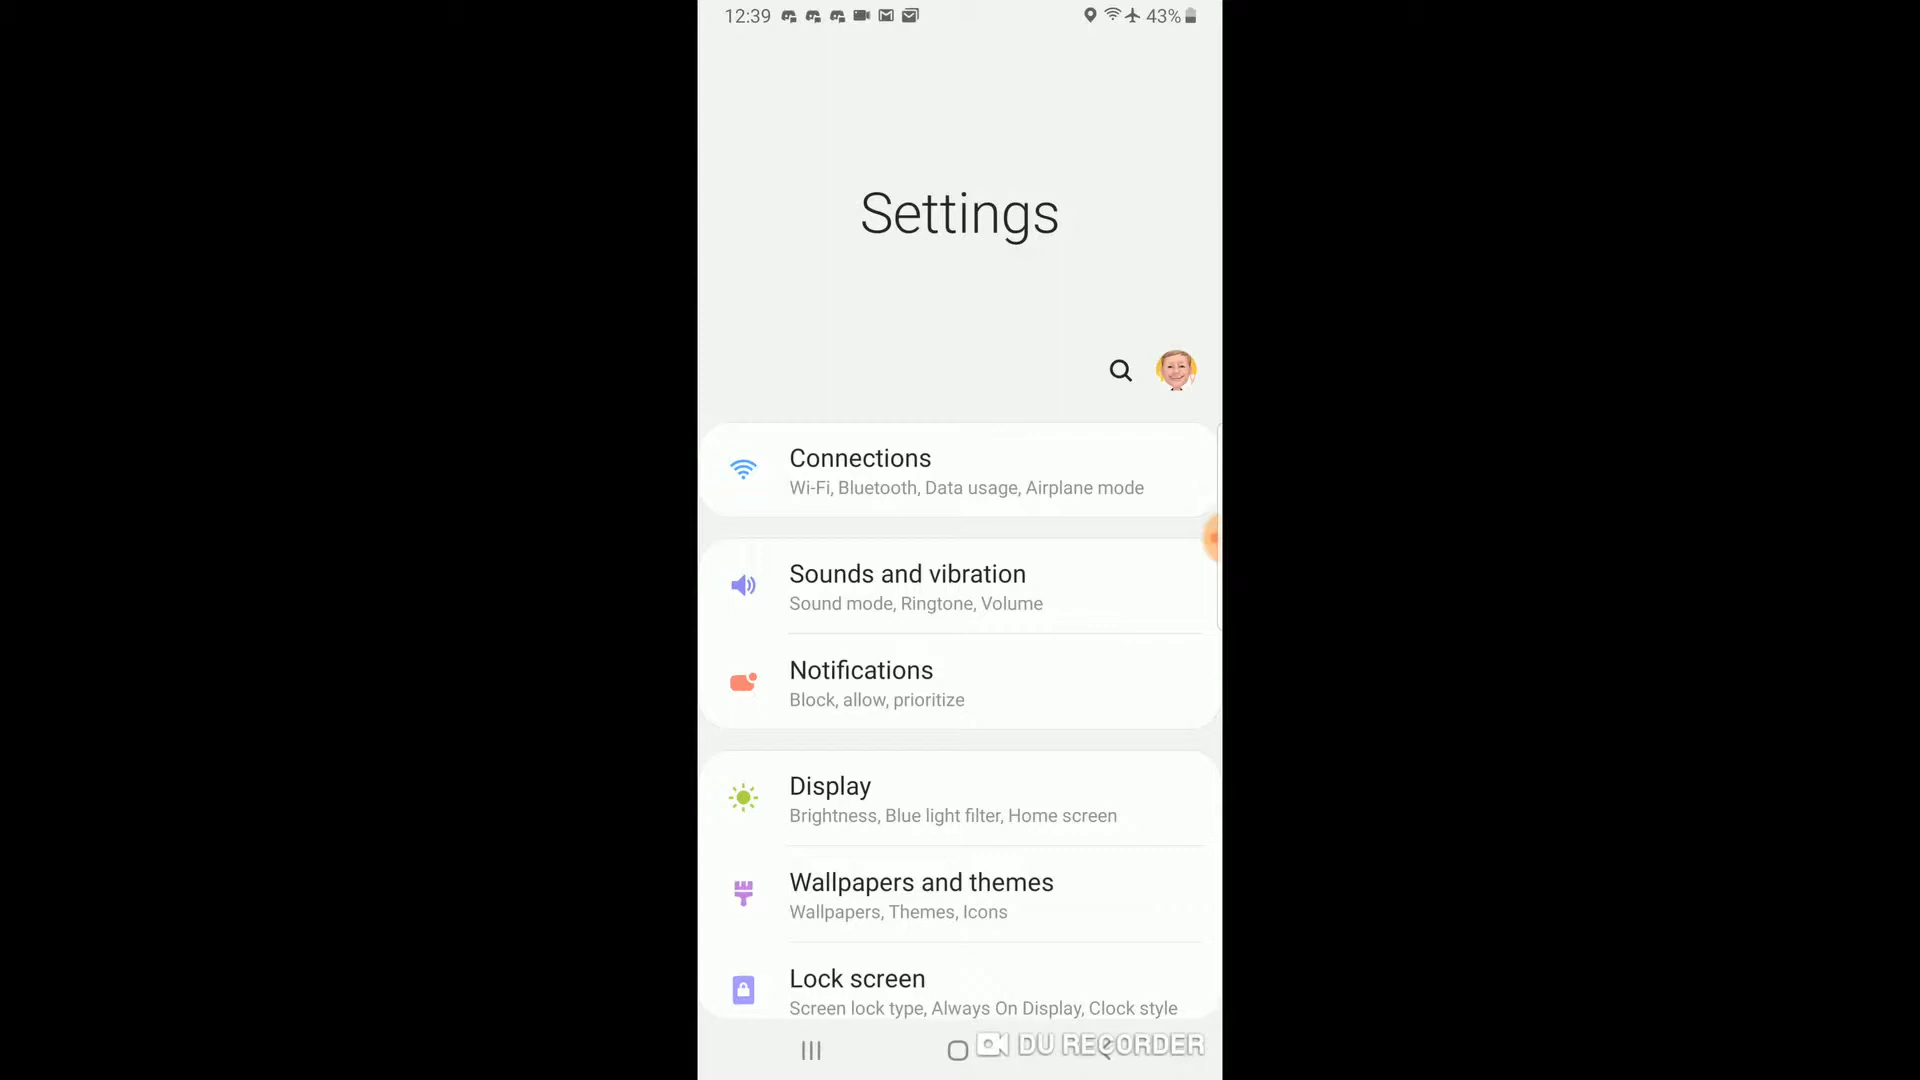 12:39 43%
Settings
Connections
Wi-Fi, Bluetooth, Data usage, Airplane mode
Sounds and vibration
Sound mode, Ringtone, Volume
Notifications
Block, allow, prioritize
Display
Brightness, Blue light filter, Home screen
Wallpapers and themes
Wallpapers, Themes, Icons
Lock screen
Screen lock type, Always On Display, Clock style
DU RECORDER